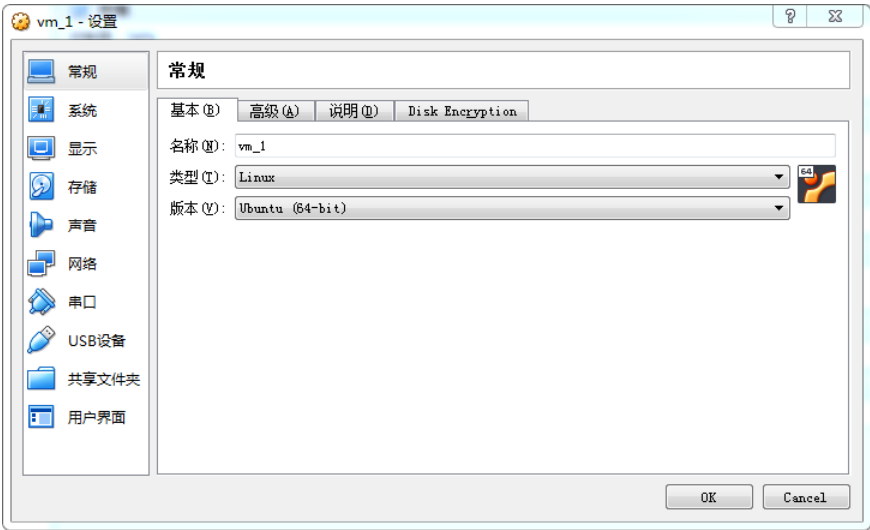 vm_1 - 设置
常规
系统
显示
存储
声音
网络
串口
USB设备
共享文件夹
用户界面
常规
基本(B) 高级(A) 说明(D) Disk Encryption
名称(N): vm_1
类型(T): Linux
64
版本(V): Ubuntu (64-bit)
OK Cancel